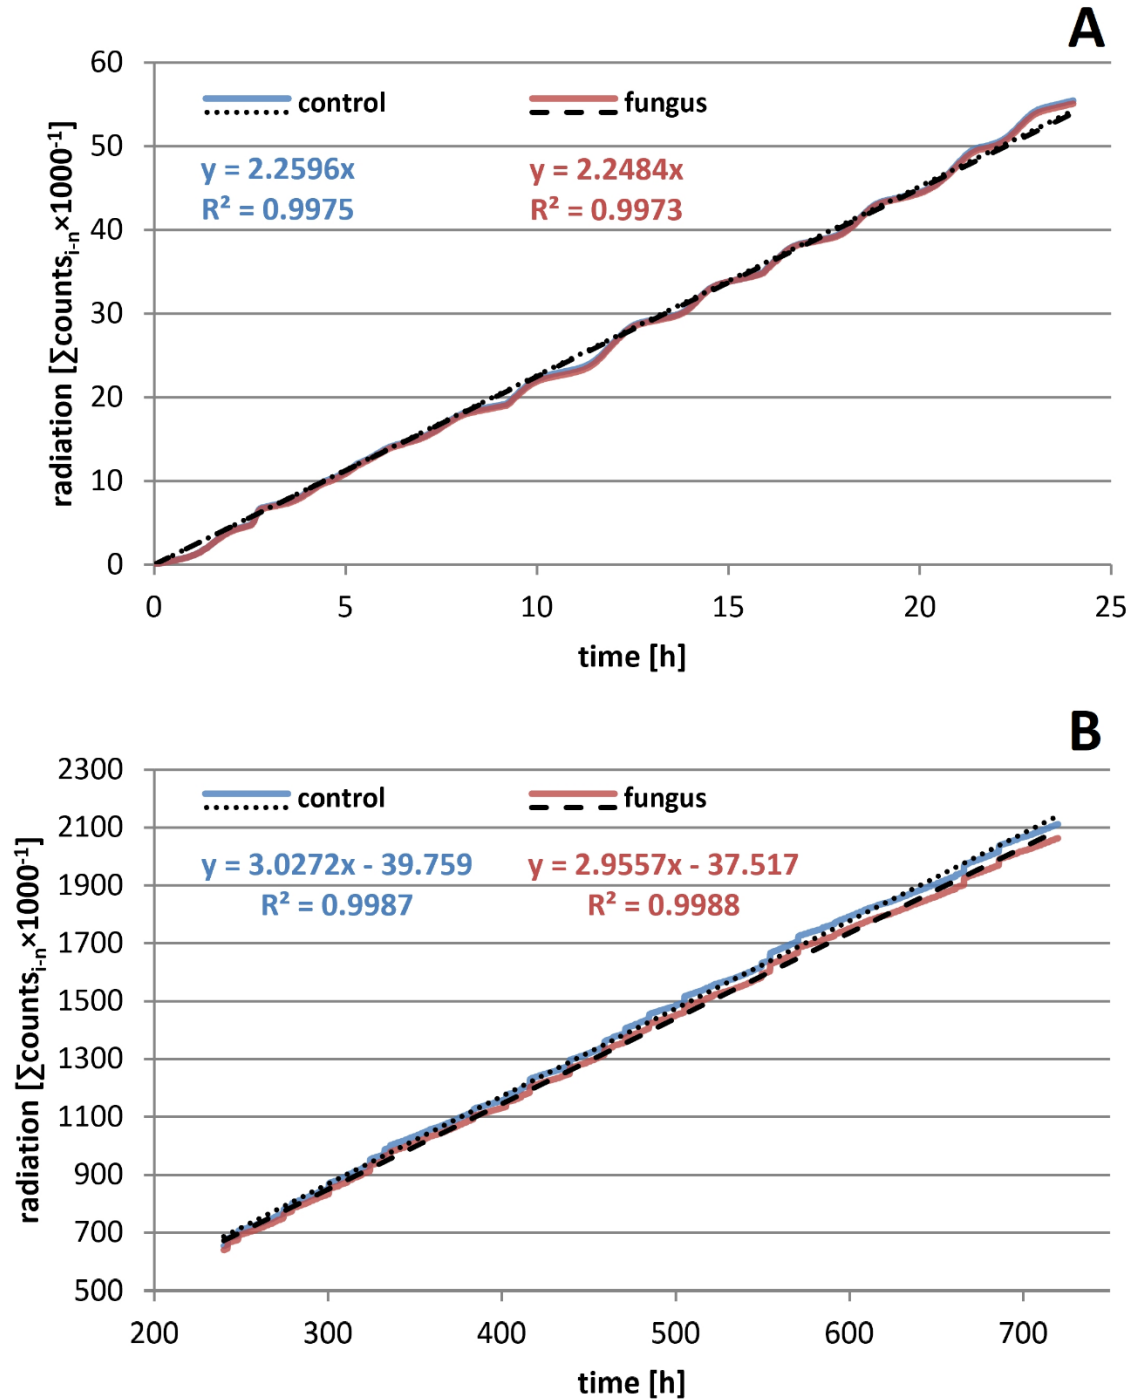 A
60
50
40
30
20
10
0
radiation [∑counts_i-n×1000^-1]
control
fungus
y = 2.2596x
R² = 0.9975
y = 2.2484x
R² = 0.9973
0 5 10 15 20 25
time [h]
B
2300
2100
1900
1700
1500
1300
1100
900
700
500
radiation [∑counts_i-n×1000^-1]
control
fungus
y = 3.0272x - 39.759
R² = 0.9987
y = 2.9557x - 37.517
R² = 0.9988
200 300 400 500 600 700
time [h]